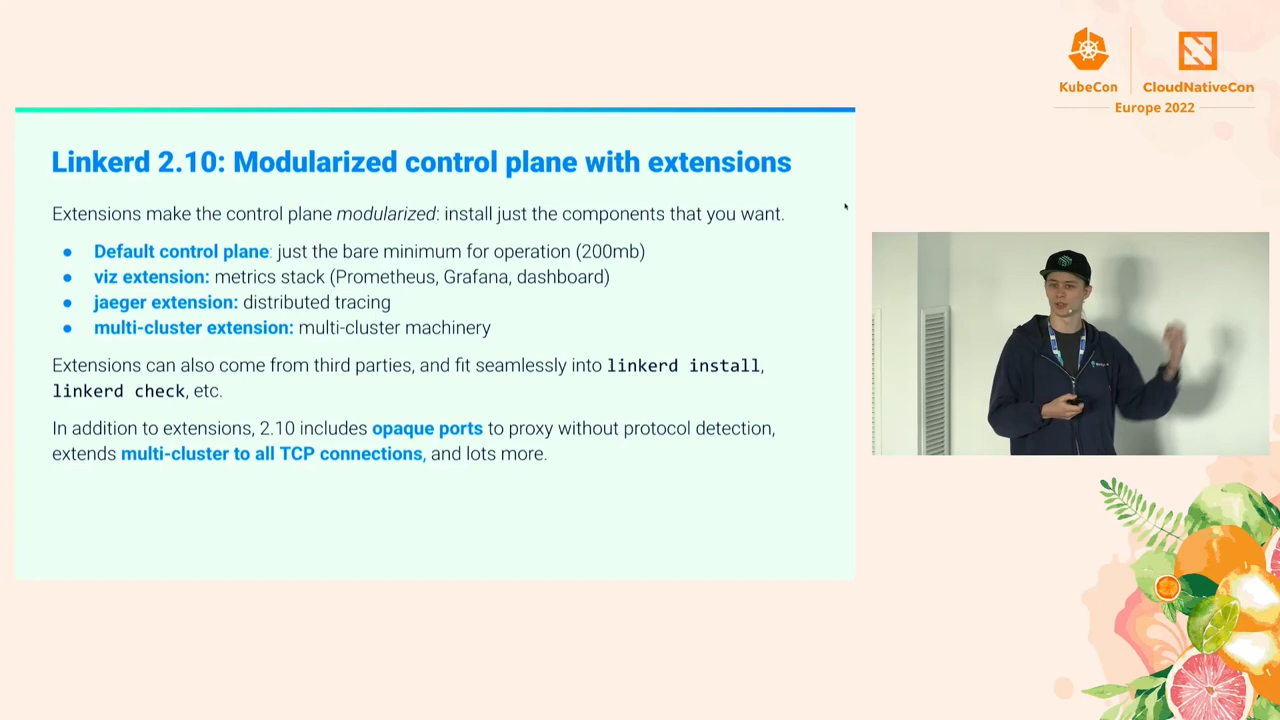 KubeCon
CloudNativeCon
Europe 2022
Linkerd 2.10: Modularized control plane with extensions
Extensions make the control plane modularized: install just the components that you want.
● Default control plane: just the bare minimum for operation (200mb)
● viz extension: metrics stack (Prometheus, Grafana, dashboard)
● jaeger extension: distributed tracing
● multi-cluster extension: multi-cluster machinery
Extensions can also come from third parties, and fit seamlessly into linkerd install,
linkerd check, etc.
In addition to extensions, 2.10 includes opaque ports to proxy without protocol detection,
extends multi-cluster to all TCP connections, and lots more.